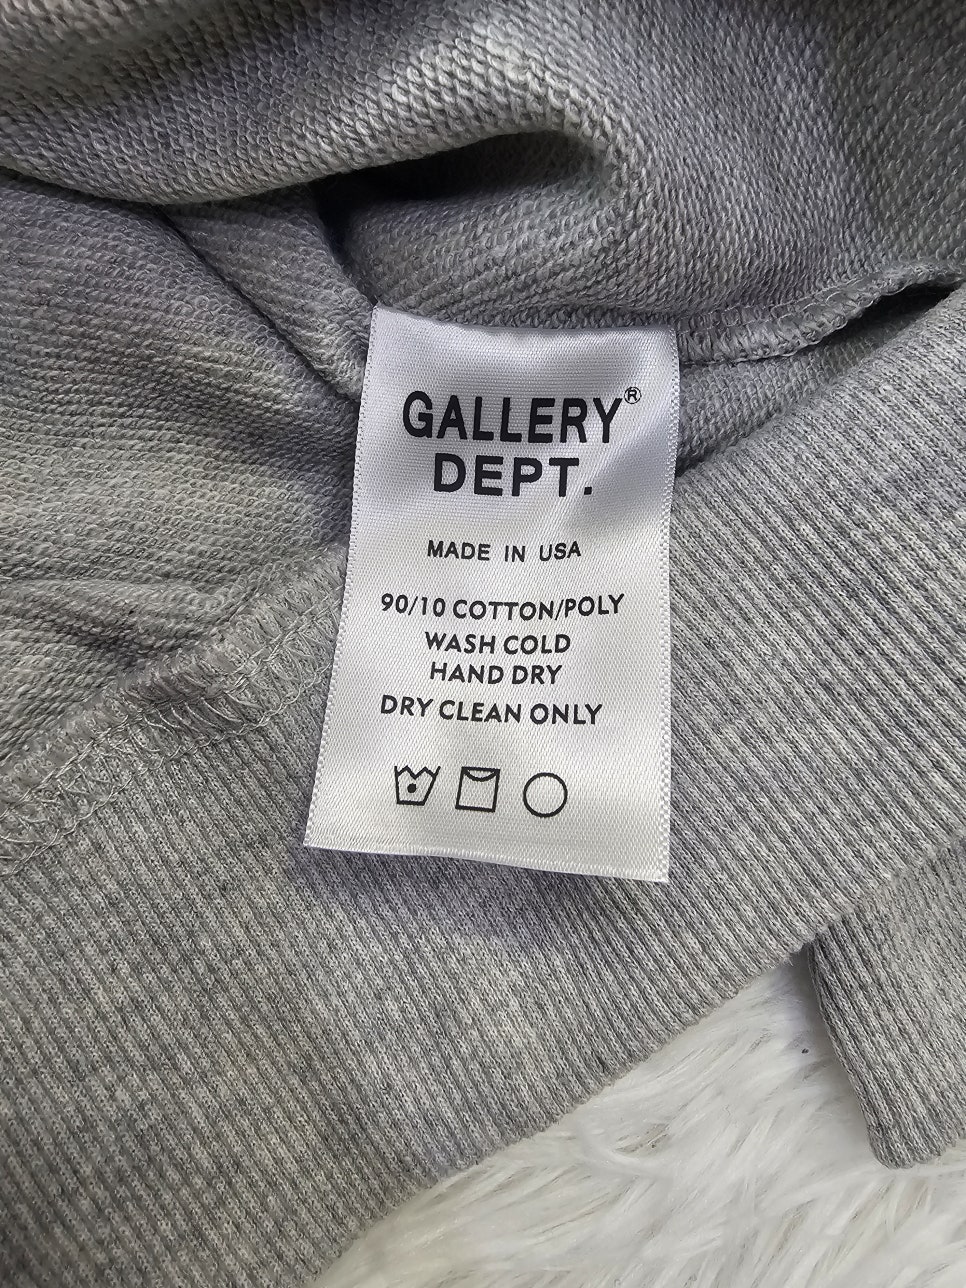 GALLERY®
DEPT.
MADE IN USA
90/10 COTTON/POLY
WASH COLD
HAND DRY
DRY CLEAN ONLY